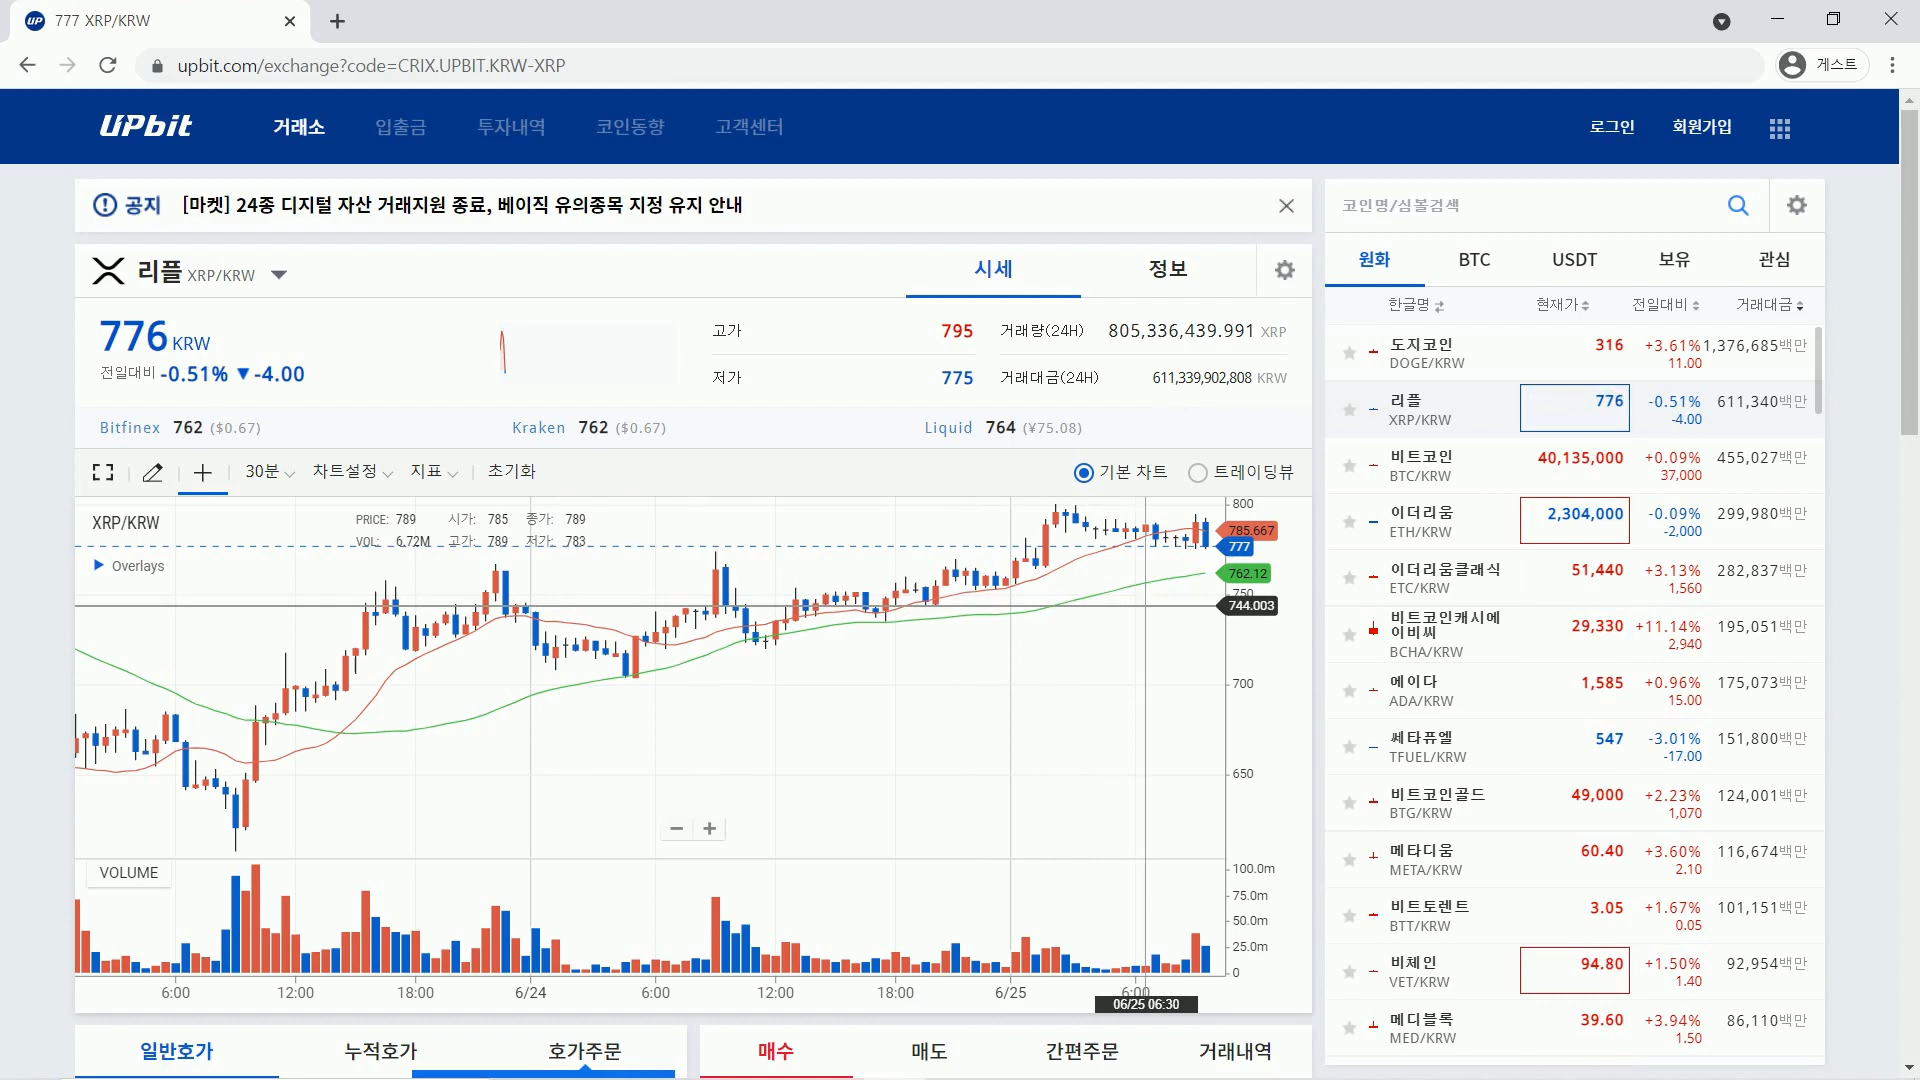 777 XRP/KRW
upbit.com/exchange?code=CRIX.UPBIT.KRW-XRP
게스트
UPbit 거래소 입출금 투자내역 코인동향 고객센터 로그인 회원가입
공지 [마켓] 24종 디지털 자산 거래지원 종료, 베이직 유의종목 지정 유지 안내
리플 XRP/KRW 시세 정보
776 KRW
전일대비 -0.51% ▼-4.00
고가 795 거래량(24H) 805,336,439.991 XRP
저가 775 거래대금(24H) 611,339,902,808 KRW
Bitfinex 762 ($0.67) Kraken 762 ($0.67) Liquid 764 (¥75.08)
30분 차트설정 지표 초기화 기본 차트 트레이딩뷰
XRP/KRW
PRICE: 789 시가: 785 종가: 789
VOL: 6.72M 고가: 789 저가: 783
Overlays
800
785.667
777
762.12
750
744.003
700
650
VOLUME
100.0m
75.0m
50.0m
25.0m
0
6:00 12:00 18:00 6/24 6:00 12:00 18:00 6/25 6:00
06/25 06:30
일반호가 누적호가 호가주문
매수 매도 간편주문 거래내역
코인명/심볼검색
원화 BTC USDT 보유 관심
한글명 현재가 전일대비 거래대금
도지코인 316 +3.61% 1,376,685백만
DOGE/KRW 11.00
리플 776 -0.51% 611,340백만
XRP/KRW -4.00
비트코인 40,135,000 +0.09% 455,027백만
BTC/KRW 37,000
이더리움 2,304,000 -0.09% 299,980백만
ETH/KRW -2,000
이더리움클래식 51,440 +3.13% 282,837백만
ETC/KRW 1,560
비트코인캐시에
이비씨 29,330 +11.14% 195,051백만
BCHA/KRW 2,940
에이다 1,585 +0.96% 175,073백만
ADA/KRW 15.00
쎄타퓨엘 547 -3.01% 151,800백만
TFUEL/KRW -17.00
비트코인골드 49,000 +2.23% 124,001백만
BTG/KRW 1,070
메타디움 60.40 +3.60% 116,674백만
META/KRW 2.10
비트토렌트 3.05 +1.67% 101,151백만
BTT/KRW 0.05
비체인 94.80 +1.50% 92,954백만
VET/KRW 1.40
메디블록 39.60 +3.94% 86,110백만
MED/KRW 1.50